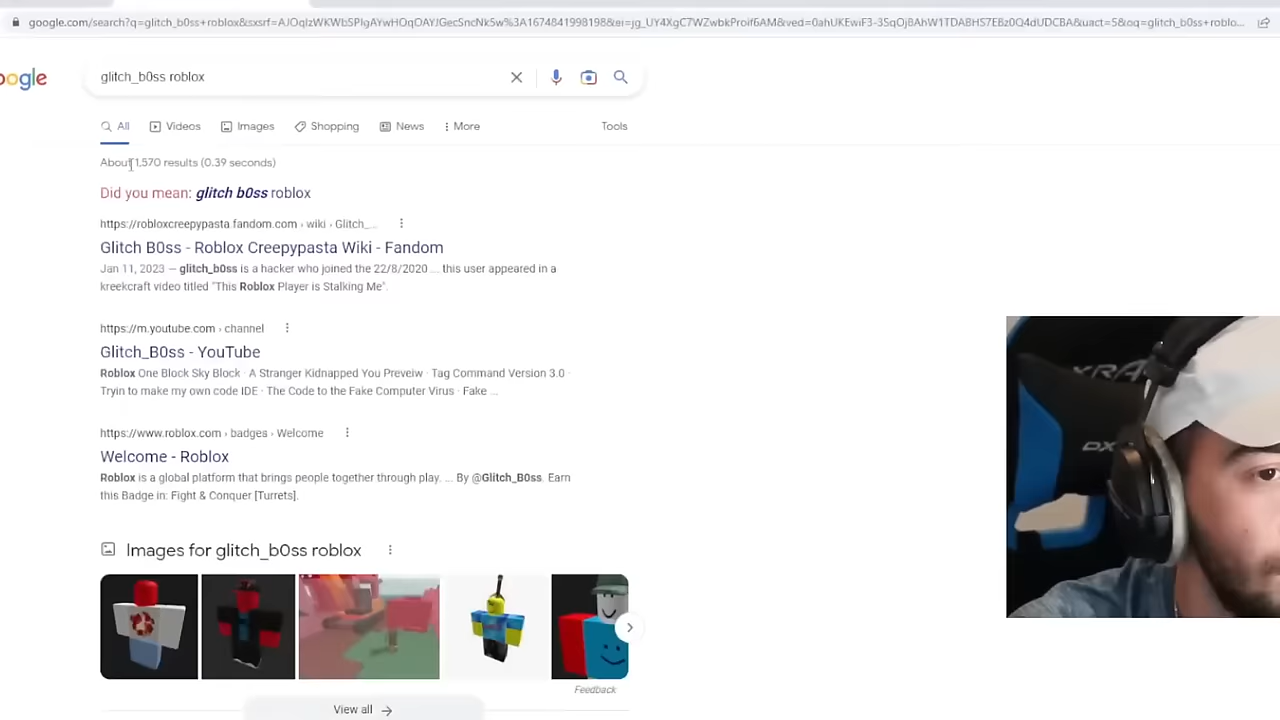 google.com/search?q=glitch_b0ss+roblox&
oogle
glitch_b0ss roblox
All
Videos
Images
Shopping
News
More
Tools
About 1,570 results (0.39 seconds)
Did you mean: glitch b0ss roblox
https://robloxcreepypasta.fandom.com › wiki › Glitch_...
Glitch B0ss - Roblox Creepypasta Wiki - Fandom
Jan 11, 2023 — glitch_b0ss is a hacker who joined the 22/8/2020 ... this user appeared in a
kreekcraft video titled "This Roblox Player is Stalking Me".
https://m.youtube.com › channel
Glitch_B0ss - YouTube
Roblox One Block Sky Block · A Stranger Kidnapped You Preveiw · Tag Command Version 3.0 ·
Tryin to make my own code IDE · The Code to the Fake Computer Virus · Fake ...
https://www.roblox.com › badges › Welcome
Welcome - Roblox
Roblox is a global platform that brings people together through play. ... By @Glitch_B0ss. Earn
this Badge in: Fight & Conquer [Turrets].
Images for glitch_b0ss roblox
Feedback
View all
XRA
DX